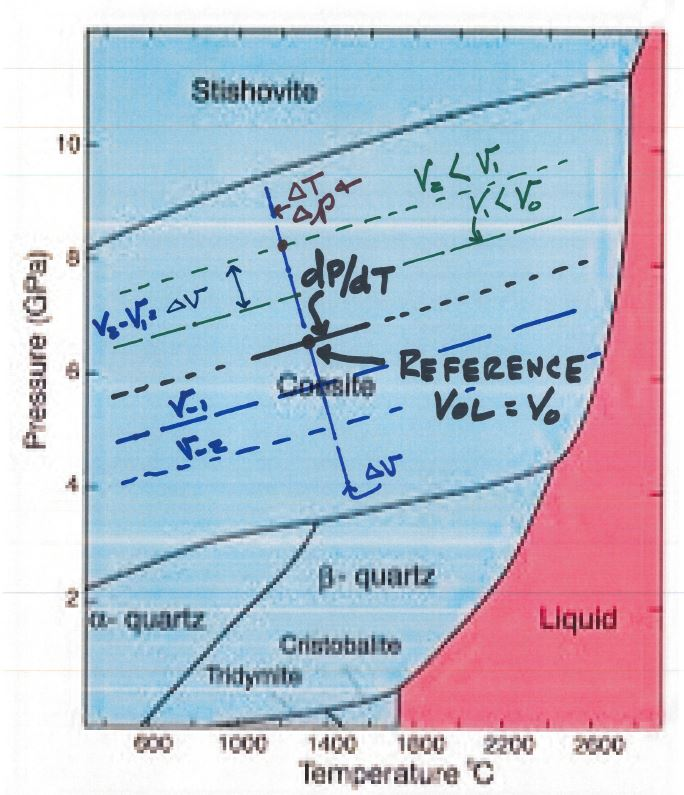 Stishovite
10
ΔT
ΔP
V₂ < V₁
V₁ < V₀
8
dP/dT
V₂-V₁= ΔV
6
REFERENCE
VOL = V₀
Coesite
V-1
V-2
ΔV
4
β- quartz
2
α- quartz
Liquid
Cristobalite
Tridymite
600 1000 1400 1800 2200 2600
Temperature °C
Pressure (GPa)